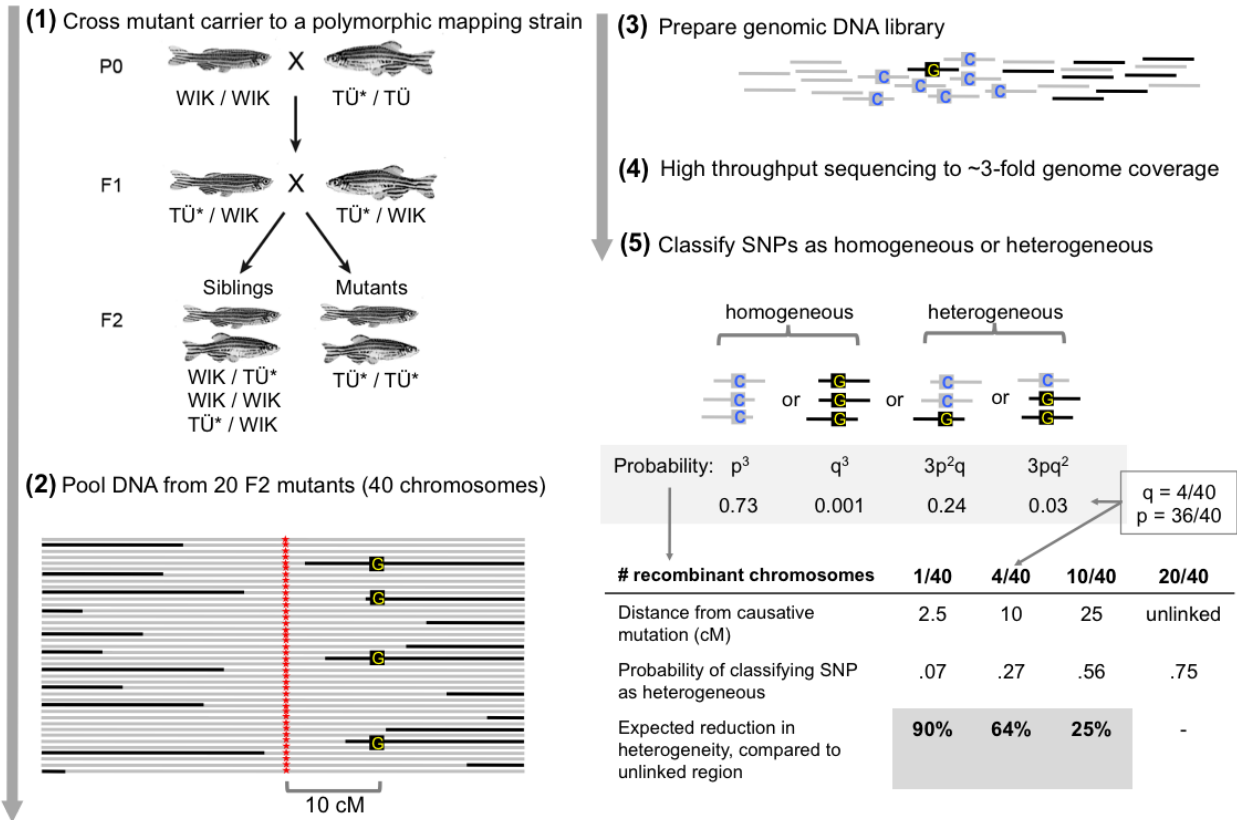 (1) Cross mutant carrier to a polymorphic mapping strain
P0
X
WIK / WIK
TÜ* / TÜ
F1
X
TÜ* / WIK
TÜ* / WIK
Siblings
Mutants
F2
WIK / TÜ*
WIK / WIK
TÜ* / WIK
TÜ* / TÜ*
(2) Pool DNA from 20 F2 mutants (40 chromosomes)
G
G
G
G
10 cM
(3) Prepare genomic DNA library
C
G
C
C
C
C
C
C
(4) High throughput sequencing to ~3-fold genome coverage
(5) Classify SNPs as homogeneous or heterogeneous
homogeneous
heterogeneous
C G C C
C or G or C or G
C G G G
Probability: p³ q³ 3p²q 3pq²
0.73 0.001 0.24 0.03
q = 4/40
p = 36/40
# recombinant chromosomes 1/40 4/40 10/40 20/40
Distance from causative
mutation (cM)
2.5 10 25 unlinked
Probability of classifying SNP
as heterogeneous
.07 .27 .56 .75
Expected reduction in
heterogeneity, compared to
unlinked region
90% 64% 25% -